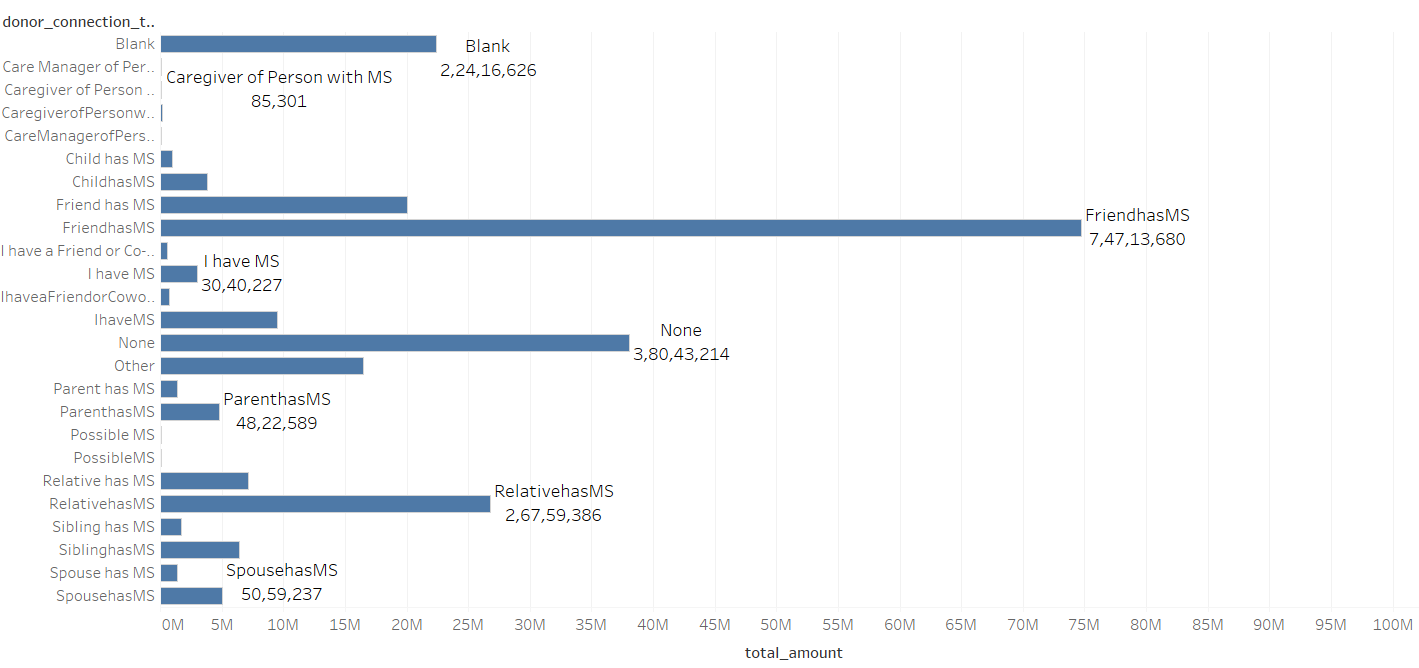 donor_connection_t..
Blank
Blank
2,24,16,626
Care Manager of Per..
Caregiver of Person with MS
Caregiver of Person ..
85,301
CaregiverofPersonw..
CareManagerofPers..
Child has MS
ChildhasMS
Friend has MS
FriendhasMS
FriendhasMS
7,47,13,680
I have a Friend or Co-..
I have MS
I have MS
30,40,227
IhaveaFriendorCowo..
IhaveMS
None
None
3,80,43,214
Other
Parent has MS
ParenthasMS
ParenthasMS
48,22,589
Possible MS
PossibleMS
Relative has MS
RelativehasMS
RelativehasMS
2,67,59,386
Sibling has MS
SiblinghasMS
Spouse has MS
SpousehasMS
SpousehasMS
50,59,237
0M 5M 10M 15M 20M 25M 30M 35M 40M 45M 50M 55M 60M 65M 70M 75M 80M 85M 90M 95M 100M
total_amount